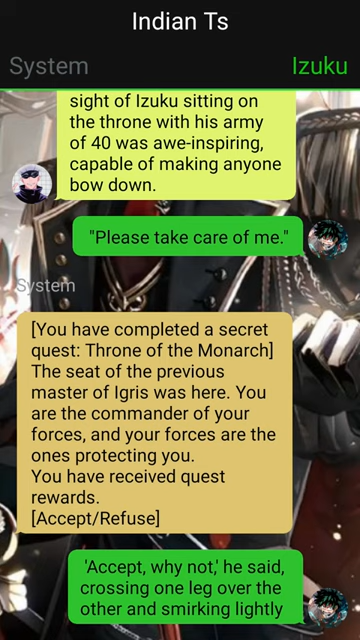 Indian Ts
System
Izuku
sight of Izuku sitting on
the throne with his army
of 40 was awe-inspiring,
capable of making anyone
bow down.
"Please take care of me."
System
[You have completed a secret
quest: Throne of the Monarch]
The seat of the previous
master of Igris was here. You
are the commander of your
forces, and your forces are the
ones protecting you.
You have received quest
rewards.
[Accept/Refuse]
'Accept, why not,' he said,
crossing one leg over the
other and smirking lightly